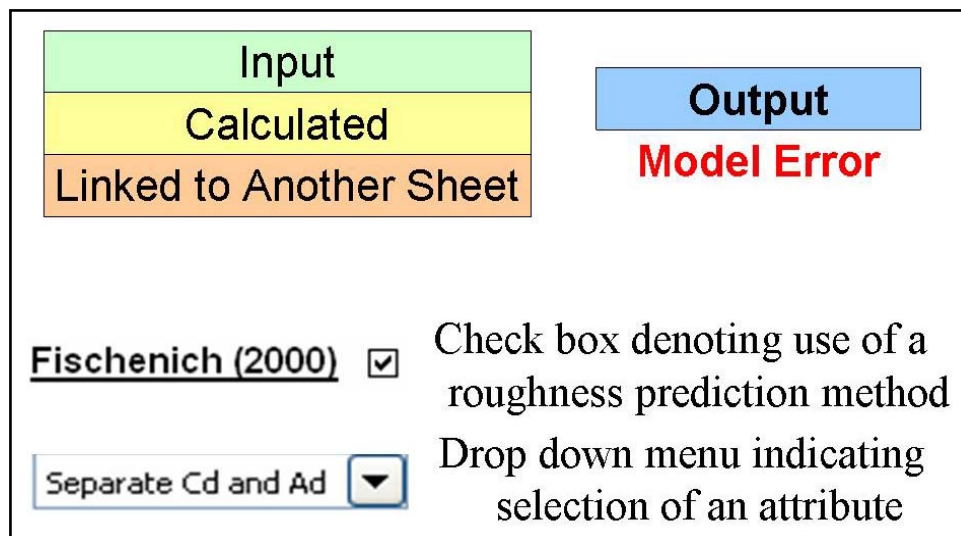 Input
Calculated
Linked to Another Sheet
Output
Model Error
Fischenich (2000)
Check box denoting use of a
roughness prediction method
Separate Cd and Ad
Drop down menu indicating
selection of an attribute